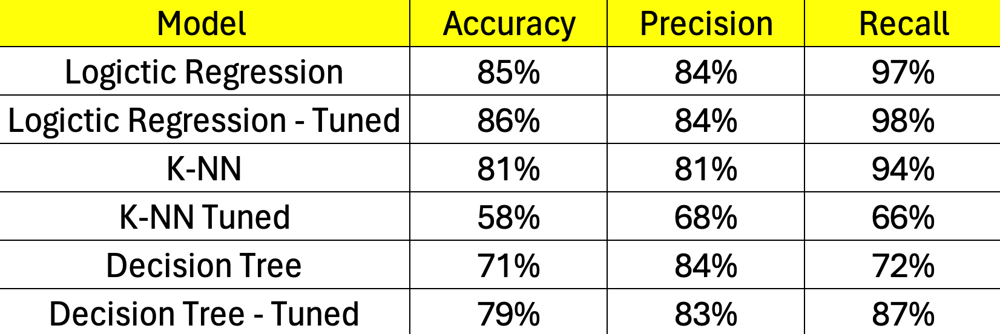 Model Accuracy Precision Recall
Logictic Regression 85% 84% 97%
Logictic Regression - Tuned 86% 84% 98%
K-NN 81% 81% 94%
K-NN Tuned 58% 68% 66%
Decision Tree 71% 84% 72%
Decision Tree - Tuned 79% 83% 87%